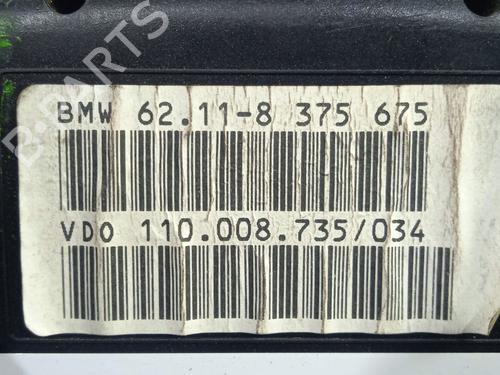 B-PARTS
BMW 62.11-8 375 675
VDO 110.008.735/034